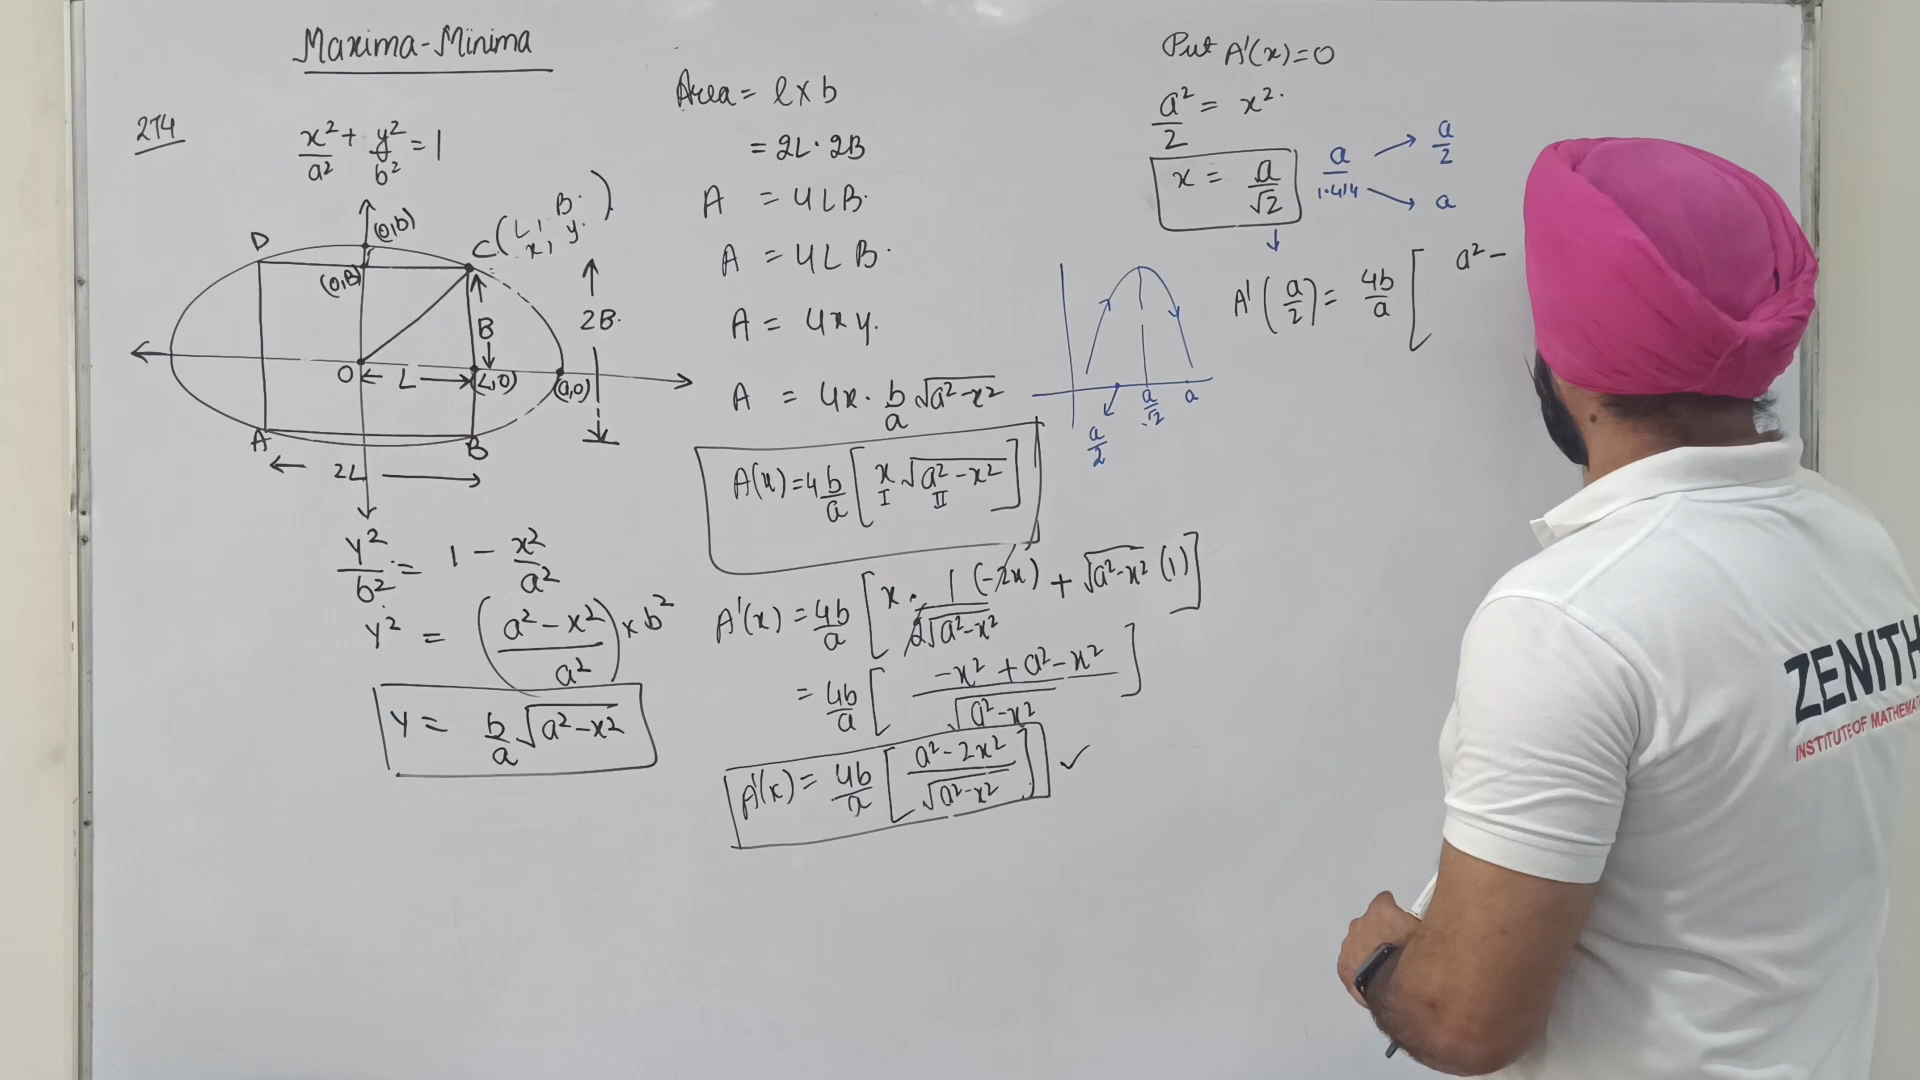 Maxima-Minima
274
x²/a² + y²/b² = 1
D
(0,b)
C(L, B.)
x, y.
(0,B)
B
2B.
O
L
(L,0)
(a,0)
A
B
2L
y²/b² = 1 - x²/a²
y² = (a²-x²/a²) × b²
y = b/a √a²-x²
Area = l×b
= 2L·2B
A = 4LB.
A = 4LB.
A = 4xy.
A = 4x· b/a √a²-x²
A(x) = 4b/a [x √a²-x²]
I II
A'(x) = 4b/a [x · 1/2√a²-x² (-2x) + √a²-x² (1)]
= 4b/a [-x²+a²-x²/√a²-x²]
A'(x) = 4b/a [a²-2x²/√a²-x²] ✓
Put A'(x)=0
a²/2 = x².
x = a/√2
a/1.414
a/2
a
a/2
a/√2
a
A'(a/2) = 4b/a [a² -
ZENITH
INSTITUTE OF